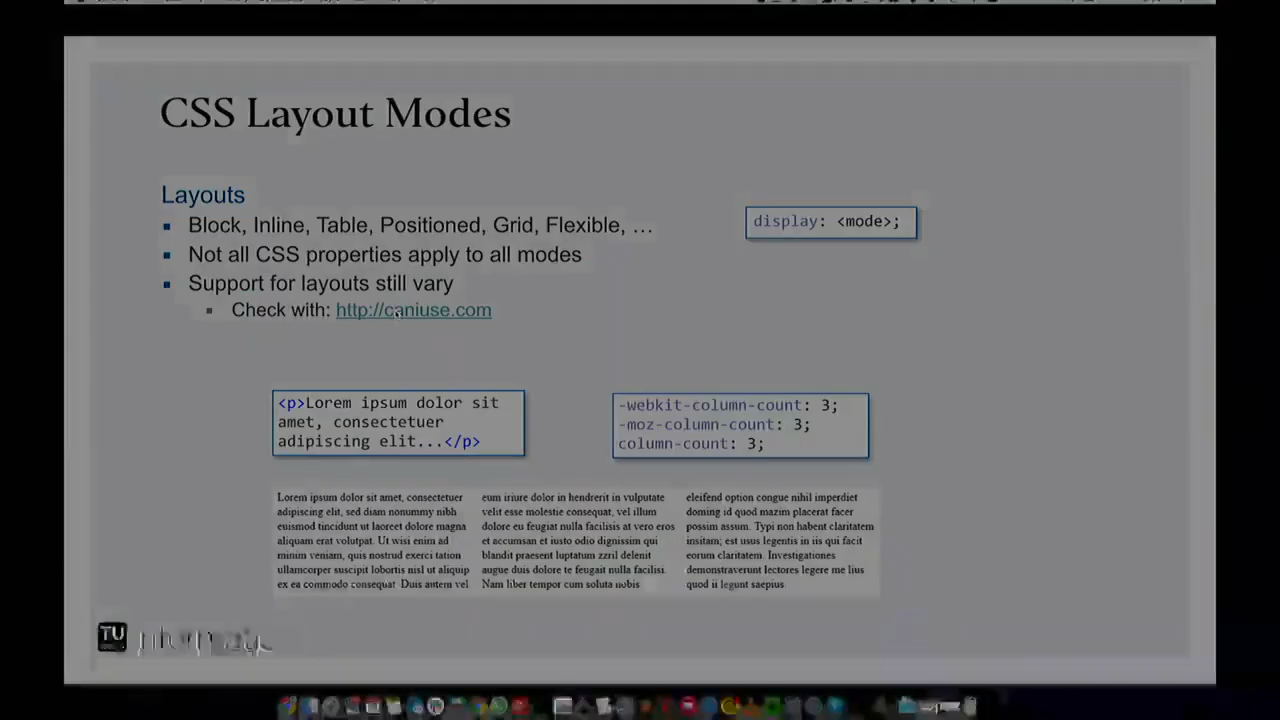 CSS Layout Modes
Layouts
Block, Inline, Table, Positioned, Grid, Flexible, …
Not all CSS properties apply to all modes
Support for layouts still vary
Check with: http://caniuse.com
display: <mode>;
<p>Lorem ipsum dolor sit
amet, consectetuer
adipiscing elit...</p>
-webkit-column-count: 3;
-moz-column-count: 3;
column-count: 3;
Lorem ipsum dolor sit amet, consectetuer
adipiscing elit, sed diam nonummy nibh
euismod tincidunt ut laoreet dolore magna
aliquam erat volutpat. Ut wisi enim ad
minim veniam, quis nostrud exerci tation
ullamcorper suscipit lobortis nisl ut aliquip
ex ea commodo consequat. Duis autem vel
eum iriure dolor in hendrerit in vulputate
velit esse molestie consequat, vel illum
dolore eu feugiat nulla facilisis at vero eros
et accumsan et iusto odio dignissim qui
blandit praesent luptatum zzril delenit
augue duis dolore te feugait nulla facilisi.
Nam liber tempor cum soluta nobis
eleifend option congue nihil imperdiet
doming id quod mazim placerat facer
possim assum. Typi non habent claritatem
insitam; est usus legentis in iis qui facit
eorum claritatem. Investigationes
demonstraverunt lectores legere me lius
quod ii legunt saepius
TU